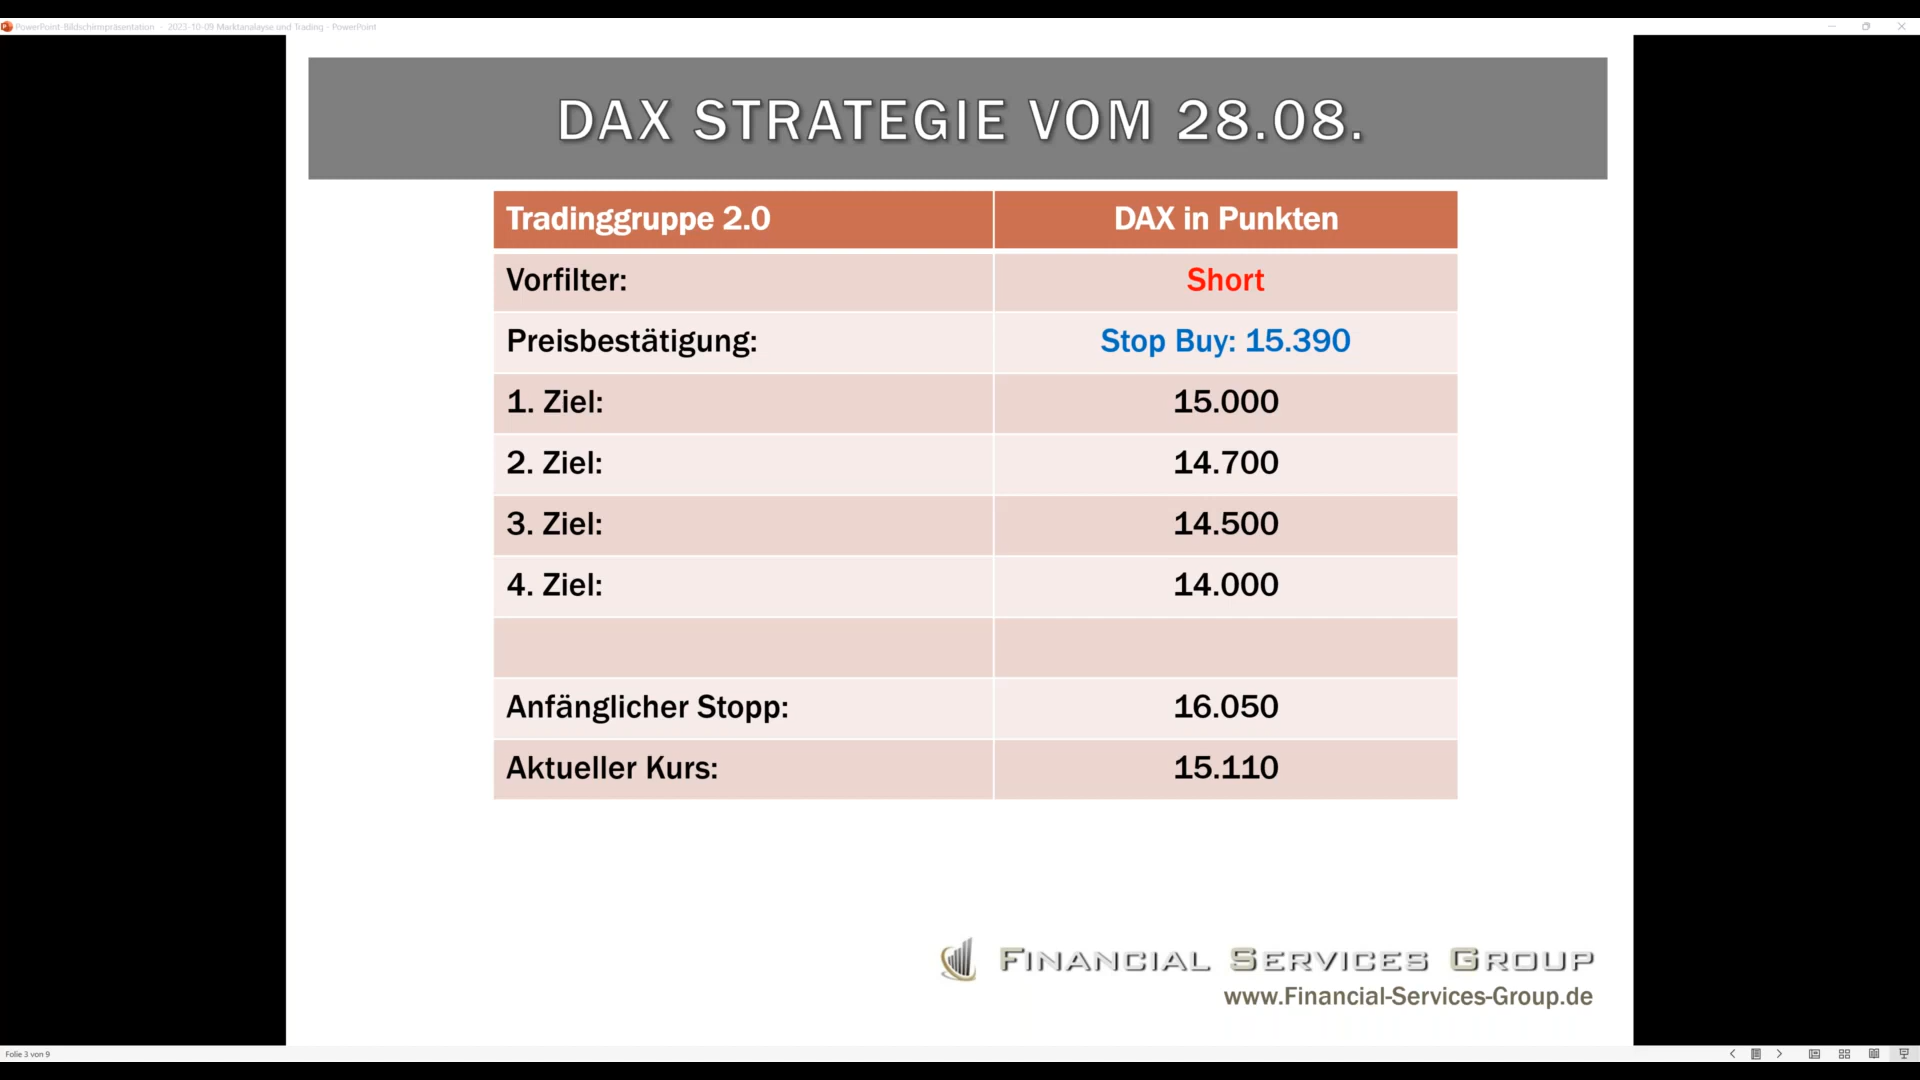 PowerPoint-Bildschirmpräsentation - 2023-10-09 Marktanalayse und Trading - PowerPoint
DAX STRATEGIE VOM 28.08.
Tradinggruppe 2.0 DAX in Punkten
Vorfilter: Short
Preisbestätigung: Stop Buy: 15.390
1. Ziel: 15.000
2. Ziel: 14.700
3. Ziel: 14.500
4. Ziel: 14.000
Anfänglicher Stopp: 16.050
Aktueller Kurs: 15.110
FINANCIAL SERVICES GROUP
www.Financial-Services-Group.de
Folie 3 von 9